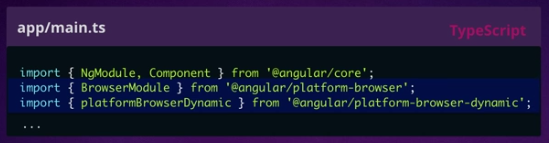 app/main.ts
TypeScript
import { NgModule, Component } from '@angular/core';
import { BrowserModule } from '@angular/platform-browser';
import { platformBrowserDynamic } from '@angular/platform-browser-dynamic';
...